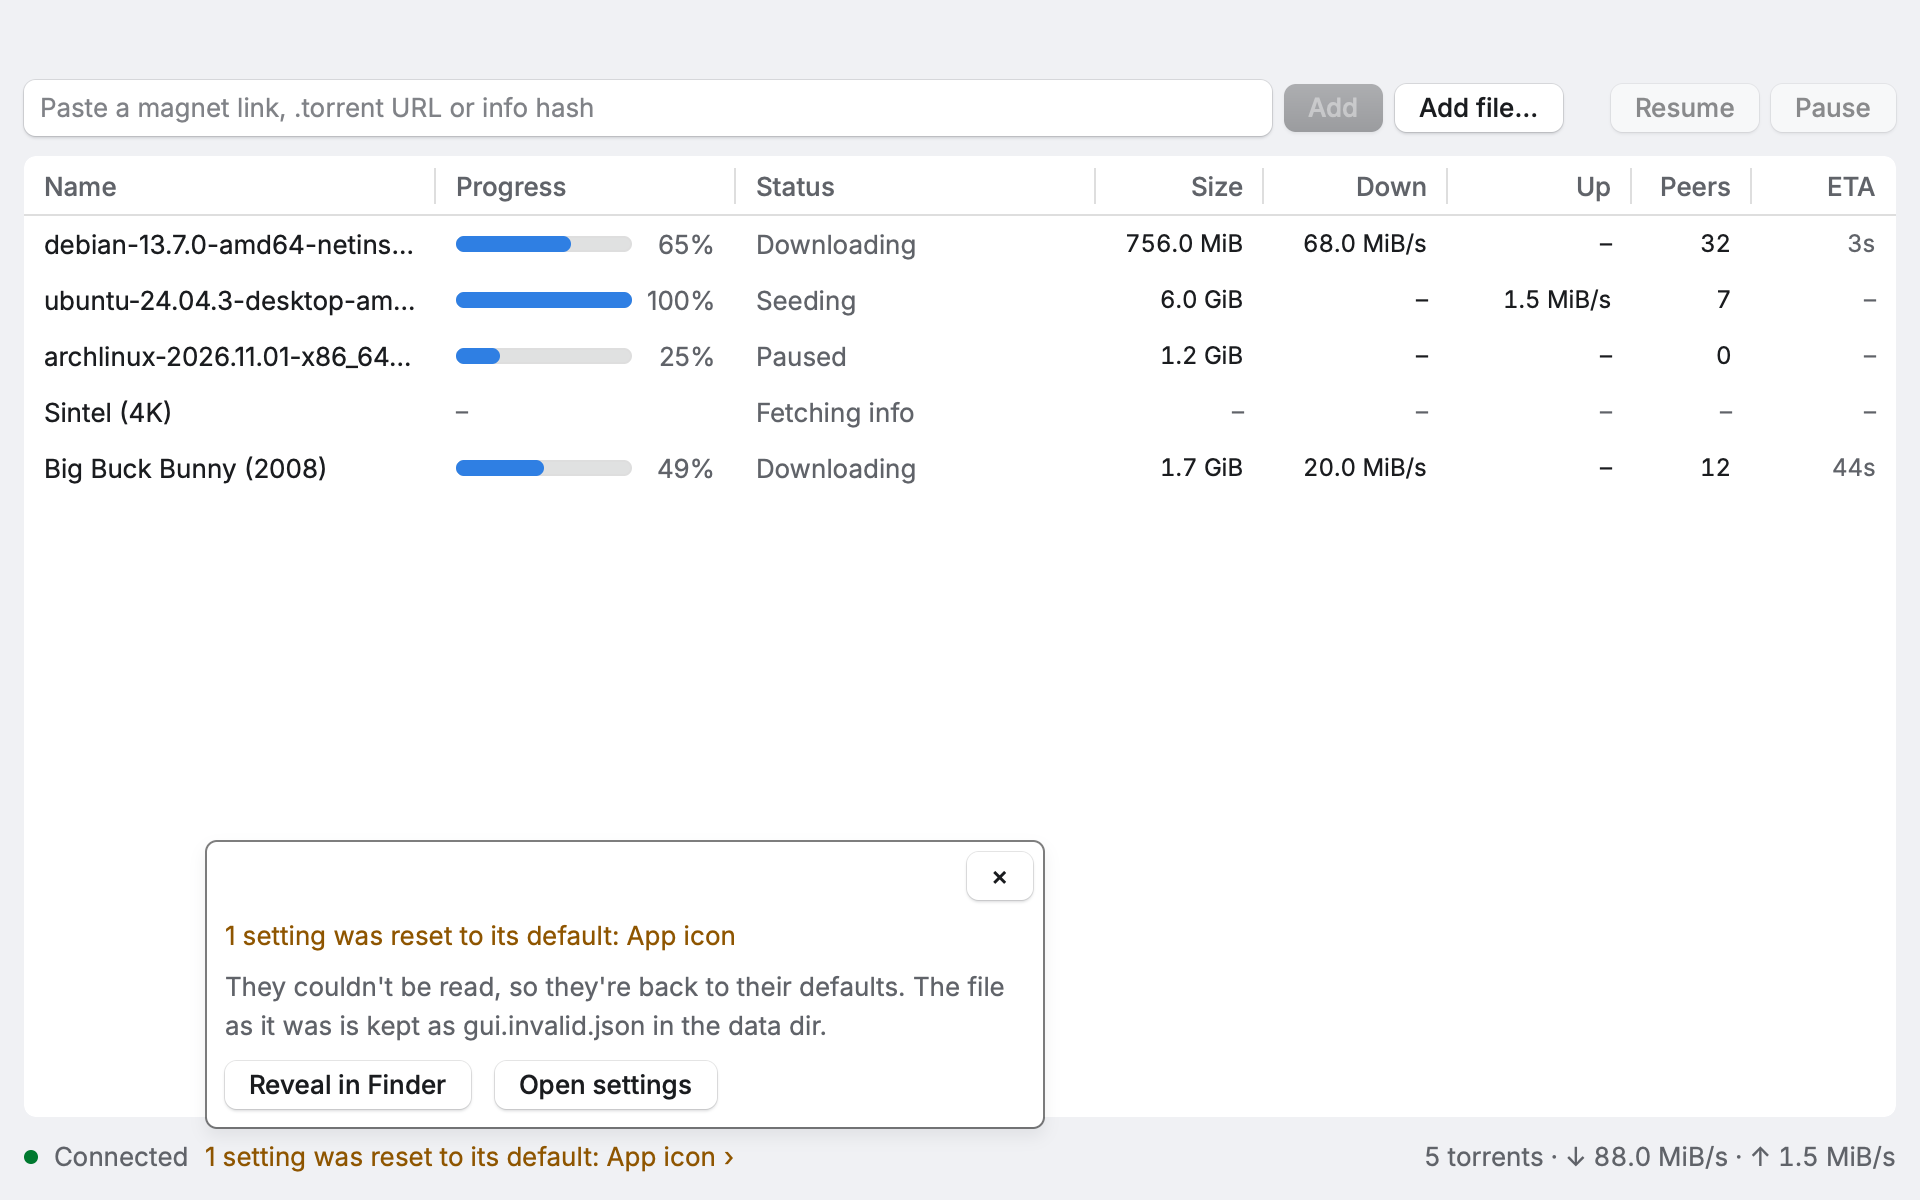 Paste a magnet link, .torrent URL or info hash Add Add file... Resume Pause
Name Progress Status Size Down Up Peers ETA
debian-13.7.0-amd64-netins... 65% Downloading 756.0 MiB 68.0 MiB/s – 32 3s
ubuntu-24.04.3-desktop-am... 100% Seeding 6.0 GiB – 1.5 MiB/s 7 –
archlinux-2026.11.01-x86_64... 25% Paused 1.2 GiB – – 0 –
Sintel (4K) – Fetching info – – – – –
Big Buck Bunny (2008) 49% Downloading 1.7 GiB 20.0 MiB/s – 12 44s
×
1 setting was reset to its default: App icon
They couldn't be read, so they're back to their defaults. The file
as it was is kept as gui.invalid.json in the data dir.
Reveal in Finder Open settings
Connected 1 setting was reset to its default: App icon › 5 torrents · ↓ 88.0 MiB/s · ↑ 1.5 MiB/s